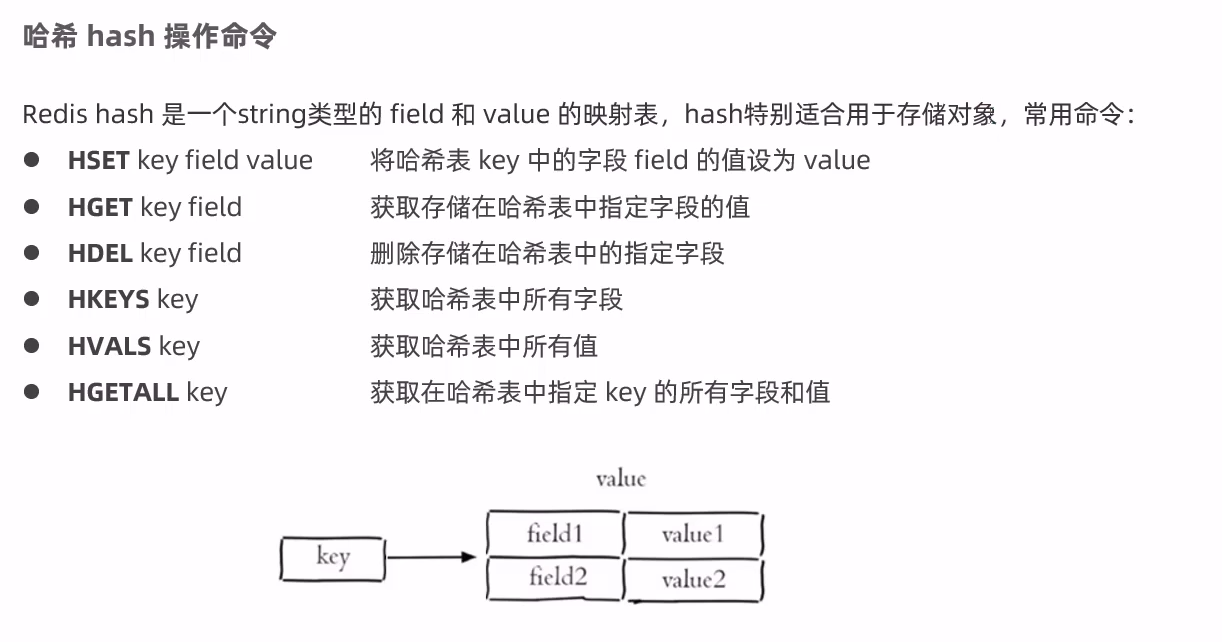 哈希 hash 操作命令
Redis hash 是一个string类型的 field 和 value 的映射表，hash特别适合用于存储对象，常用命令：
● HSET key field value 将哈希表 key 中的字段 field 的值设为 value
● HGET key field 获取存储在哈希表中指定字段的值
● HDEL key field 删除存储在哈希表中的指定字段
● HKEYS key 获取哈希表中所有字段
● HVALS key 获取哈希表中所有值
● HGETALL key 获取在哈希表中指定 key 的所有字段和值
value
key
field1 value1
field2 value2